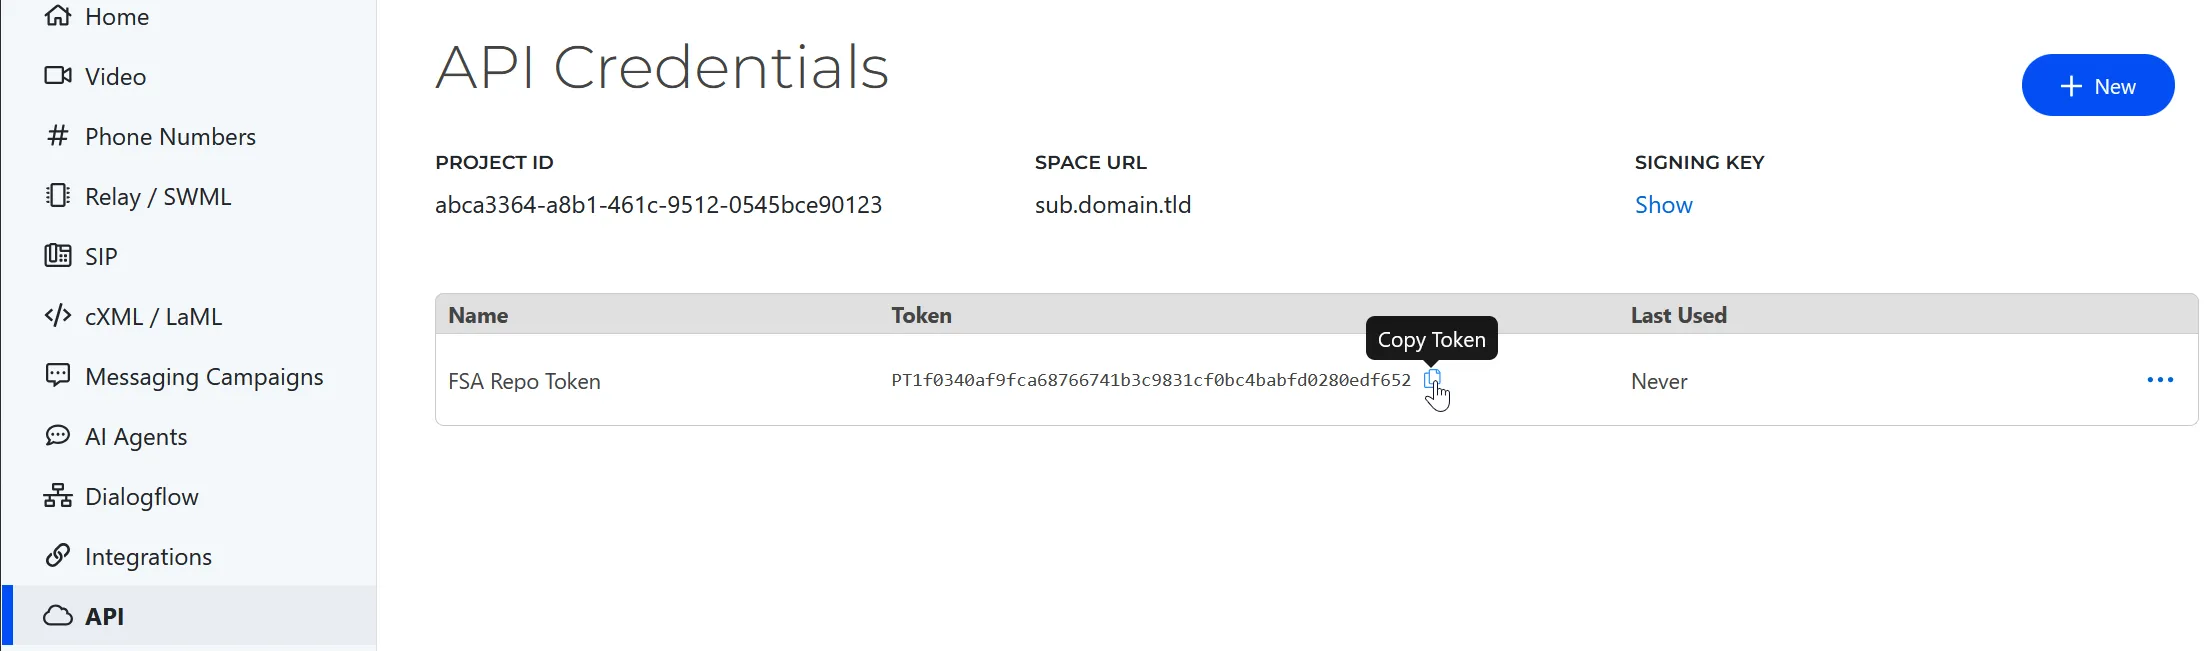 Home
Video
Phone Numbers
Relay / SWML
SIP
cXML / LaML
Messaging Campaigns
AI Agents
Dialogflow
Integrations
API
API Credentials
New
PROJECT ID
abca3364-a8b1-461c-9512-0545bce90123
SPACE URL
sub.domain.tld
SIGNING KEY
Show
Name Token Last Used
Copy Token
FSA Repo Token PT1f0340af9fca68766741b3c9831cf0bc4babfd0280edf652 Never